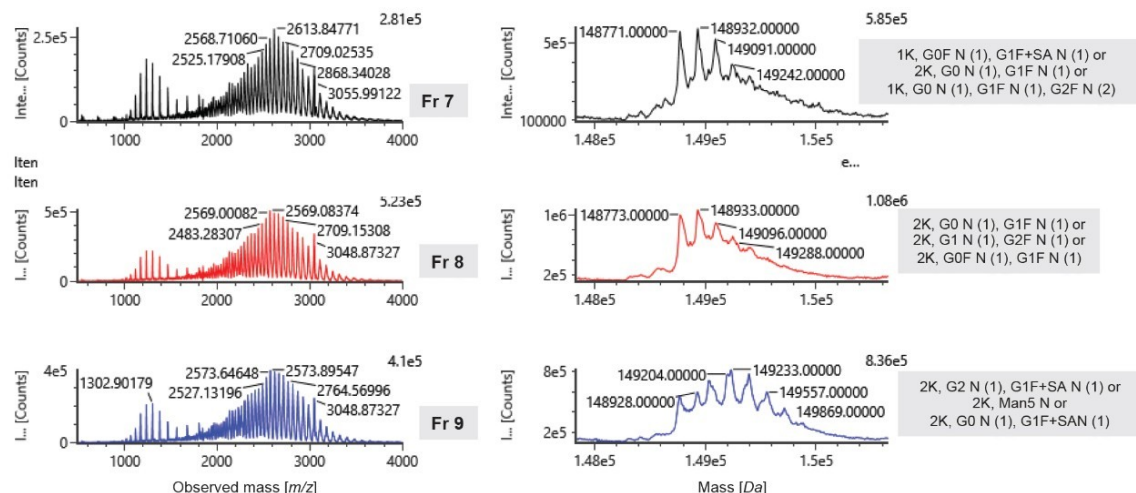 2.81e5
2613.84771
2568.71060
2709.02535
2525.17908
2868.34028
3055.99122
Inte... [Counts]
2.5e5
0
1000 2000 3000 4000
Fr 7
5.85e5
148932.00000
148771.00000
149091.00000
149242.00000
Inte... [Counts]
5e5
100000
1.48e5 1.49e5 1.5e5
1K, G0F N (1), G1F+SA N (1) or
2K, G0 N (1), G1F N (1) or
1K, G0 N (1), G1F N (1), G2F N (2)
Iten
Iten
e...
5.23e5
2569.00082 2569.08374
2483.28307 2709.15308
3048.87327
I... [Counts]
5e5
0
1000 2000 3000 4000
Fr 8
1.08e6
148773.00000 148933.00000
149096.00000
149288.00000
I... [Counts]
1e6
2e5
1.48e5 1.49e5 1.5e5
2K, G0 N (1), G1F N (1) or
2K, G1 N (1), G2F N (1) or
2K, G0F N (1), G1F N (1)
4.1e5
2573.64648 2573.89547
1302.90179 2527.13196 2764.56996
3048.87327
I... [Counts]
4e5
0
1000 2000 3000 4000
Observed mass [m/z]
Fr 9
8.36e5
149204.00000 149233.00000
148928.00000 149557.00000
149869.00000
I... [Counts]
8e5
2e5
1.48e5 1.49e5 1.5e5
Mass [Da]
2K, G2 N (1), G1F+SA N (1) or
2K, Man5 N or
2K, G0 N (1), G1F+SAN (1)